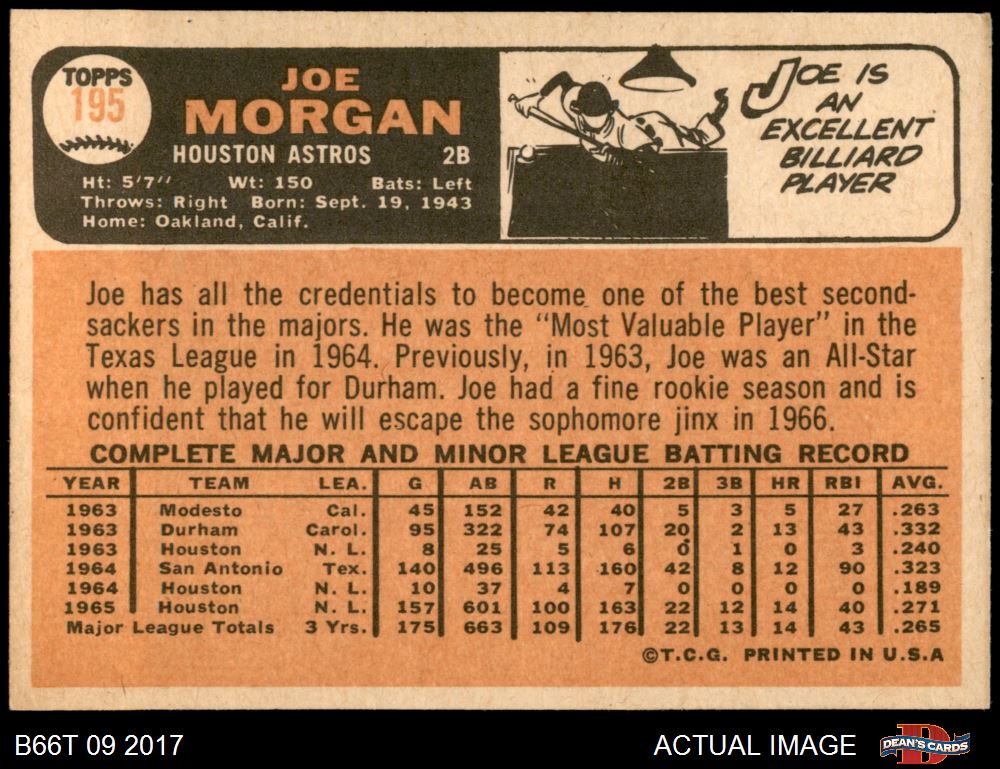 TOPPS
195
JOE
MORGAN
HOUSTON ASTROS 2B
Ht: 5'7" Wt: 150 Bats: Left
Throws: Right Born: Sept. 19, 1943
Home: Oakland, Calif.
JOE IS
AN
EXCELLENT
BILLIARD
PLAYER
Joe has all the credentials to become one of the best second-
sackers in the majors. He was the "Most Valuable Player" in the
Texas League in 1964. Previously, in 1963, Joe was an All-Star
when he played for Durham. Joe had a fine rookie season and is
confident that he will escape the sophomore jinx in 1966.
COMPLETE MAJOR AND MINOR LEAGUE BATTING RECORD
YEAR TEAM LEA. G AB R H 2B 3B HR RBI AVG.
1963 Modesto Cal. 45 152 42 40 5 3 5 27 .263
1963 Durham Carol. 95 322 74 107 20 2 13 43 .332
1963 Houston N. L. 8 25 5 6 0 1 0 3 .240
1964 San Antonio Tex. 140 496 113 160 42 8 12 90 .323
1964 Houston N. L. 10 37 4 7 0 0 0 0 .189
1965 Houston N. L. 157 601 100 163 22 12 14 40 .271
Major League Totals 3 Yrs. 175 663 109 176 22 13 14 43 .265
©T.C.G. PRINTED IN U.S.A
B66T 09 2017
ACTUAL IMAGE
DEAN'S CARDS